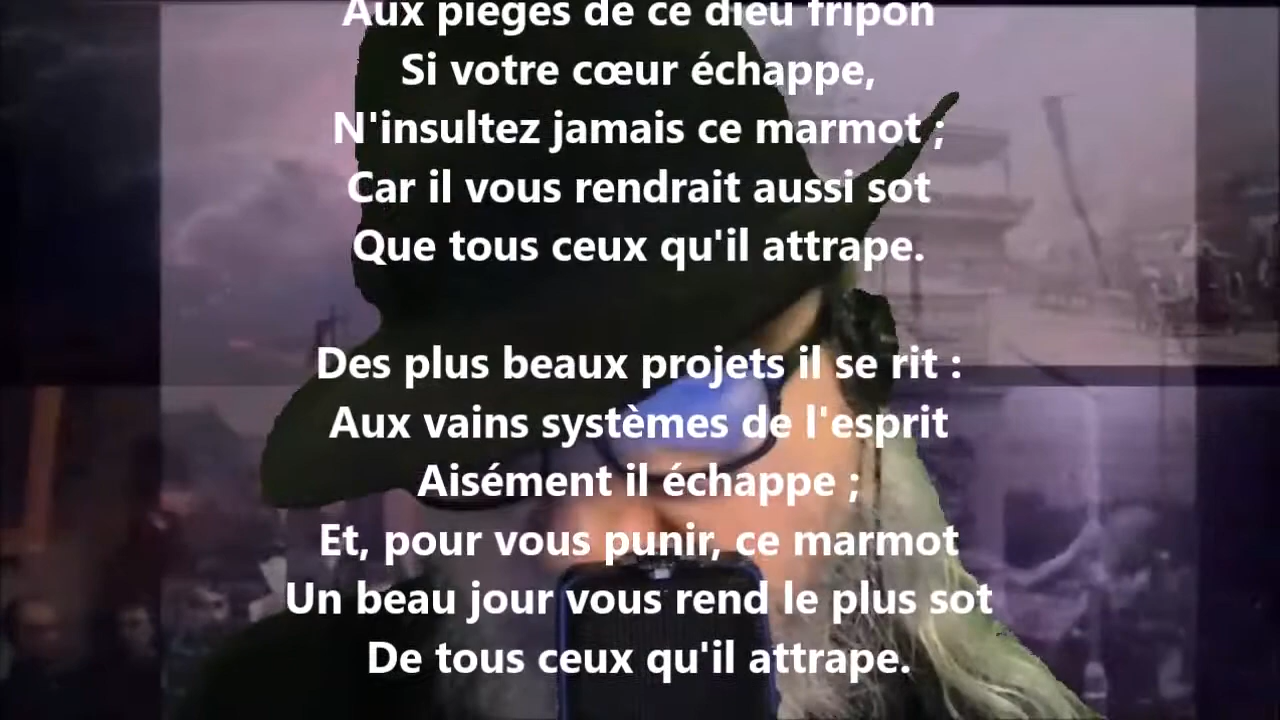 Aux pièges de ce dieu fripon
Si votre cœur échappe,
N'insultez jamais ce marmot ;
Car il vous rendrait aussi sot
Que tous ceux qu'il attrape.
Des plus beaux projets il se rit :
Aux vains systèmes de l'esprit
Aisément il échappe ;
Et, pour vous punir, ce marmot
Un beau jour vous rend le plus sot
De tous ceux qu'il attrape.